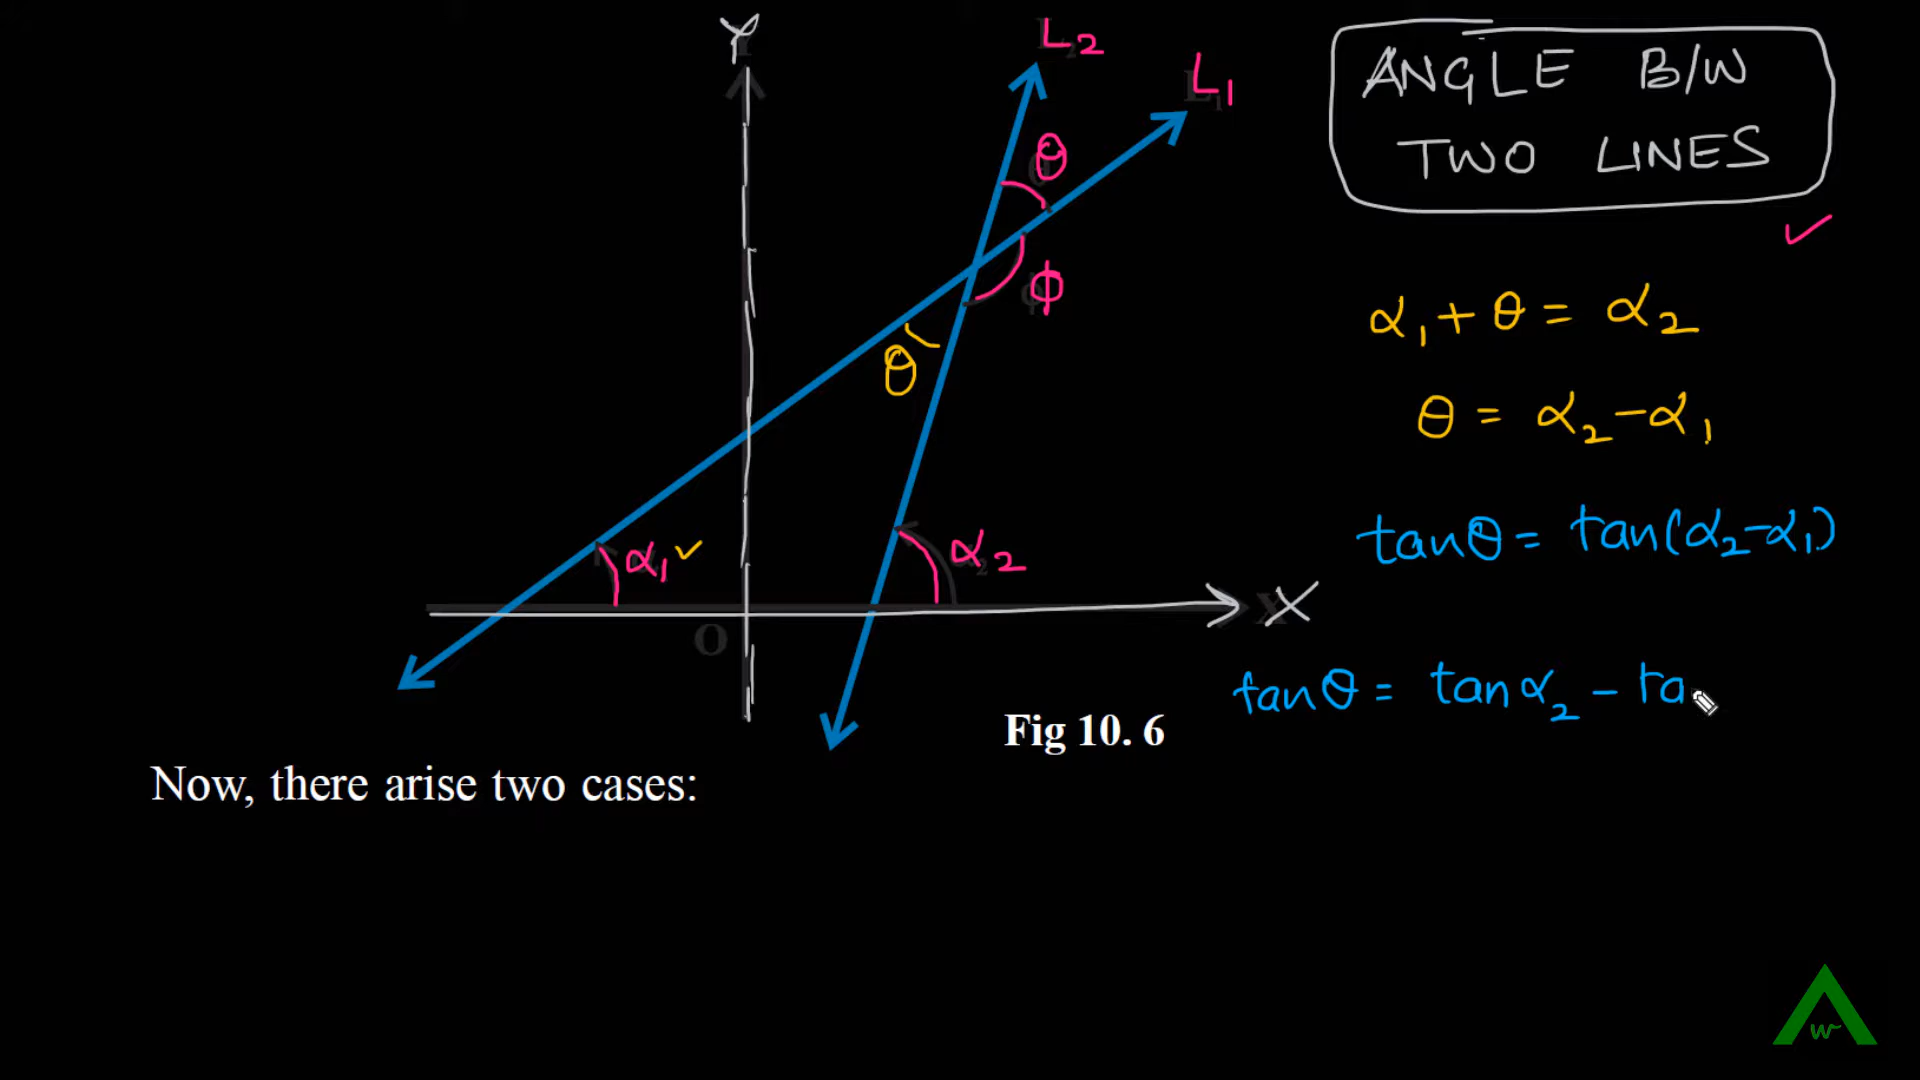 Y
L2
L1
θ
ϕ
θ
α1 ✓
α2
O
X
Fig 10. 6
Now, there arise two cases:
ANGLE B/W
TWO LINES
✓
α1 + θ = α2
θ = α2 - α1
tanθ = tan(α2-α1)
tanθ = tanα2 - ta
w